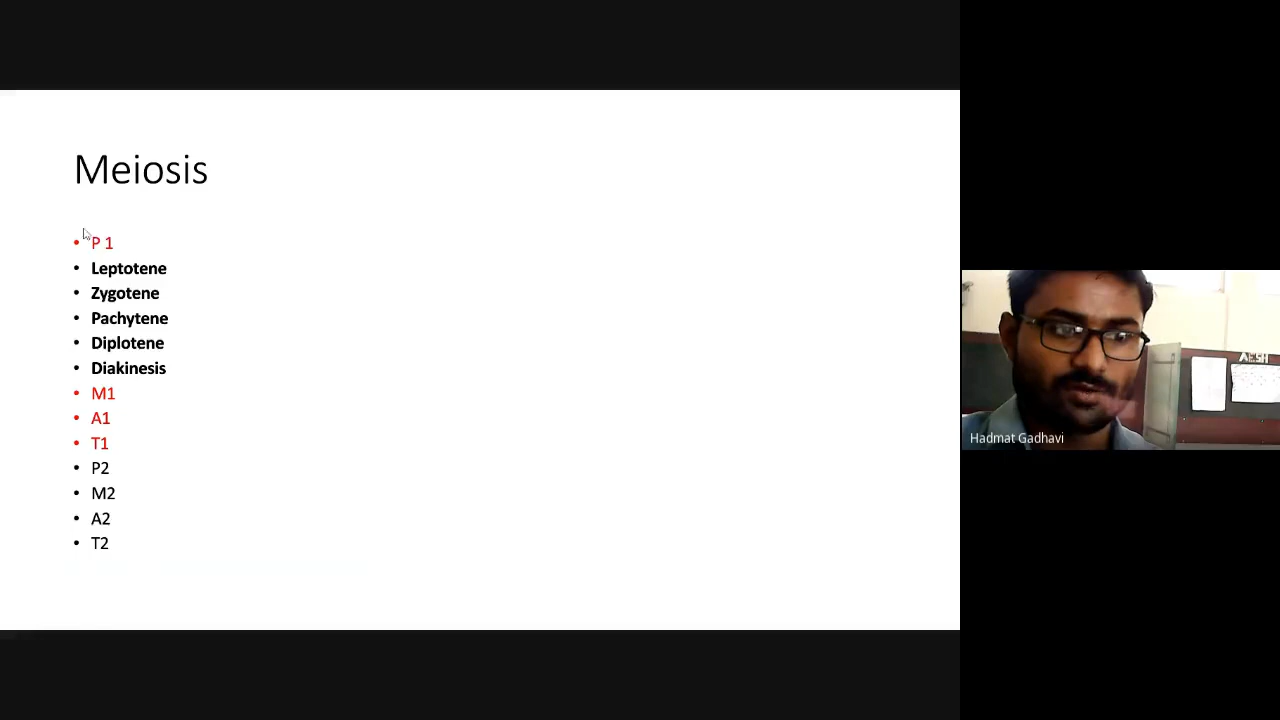 Meiosis
• P 1
• Leptotene
• Zygotene
• Pachytene
• Diplotene
• Diakinesis
• M1
• A1
• T1
• P2
• M2
• A2
• T2
Hadmat Gadhavi